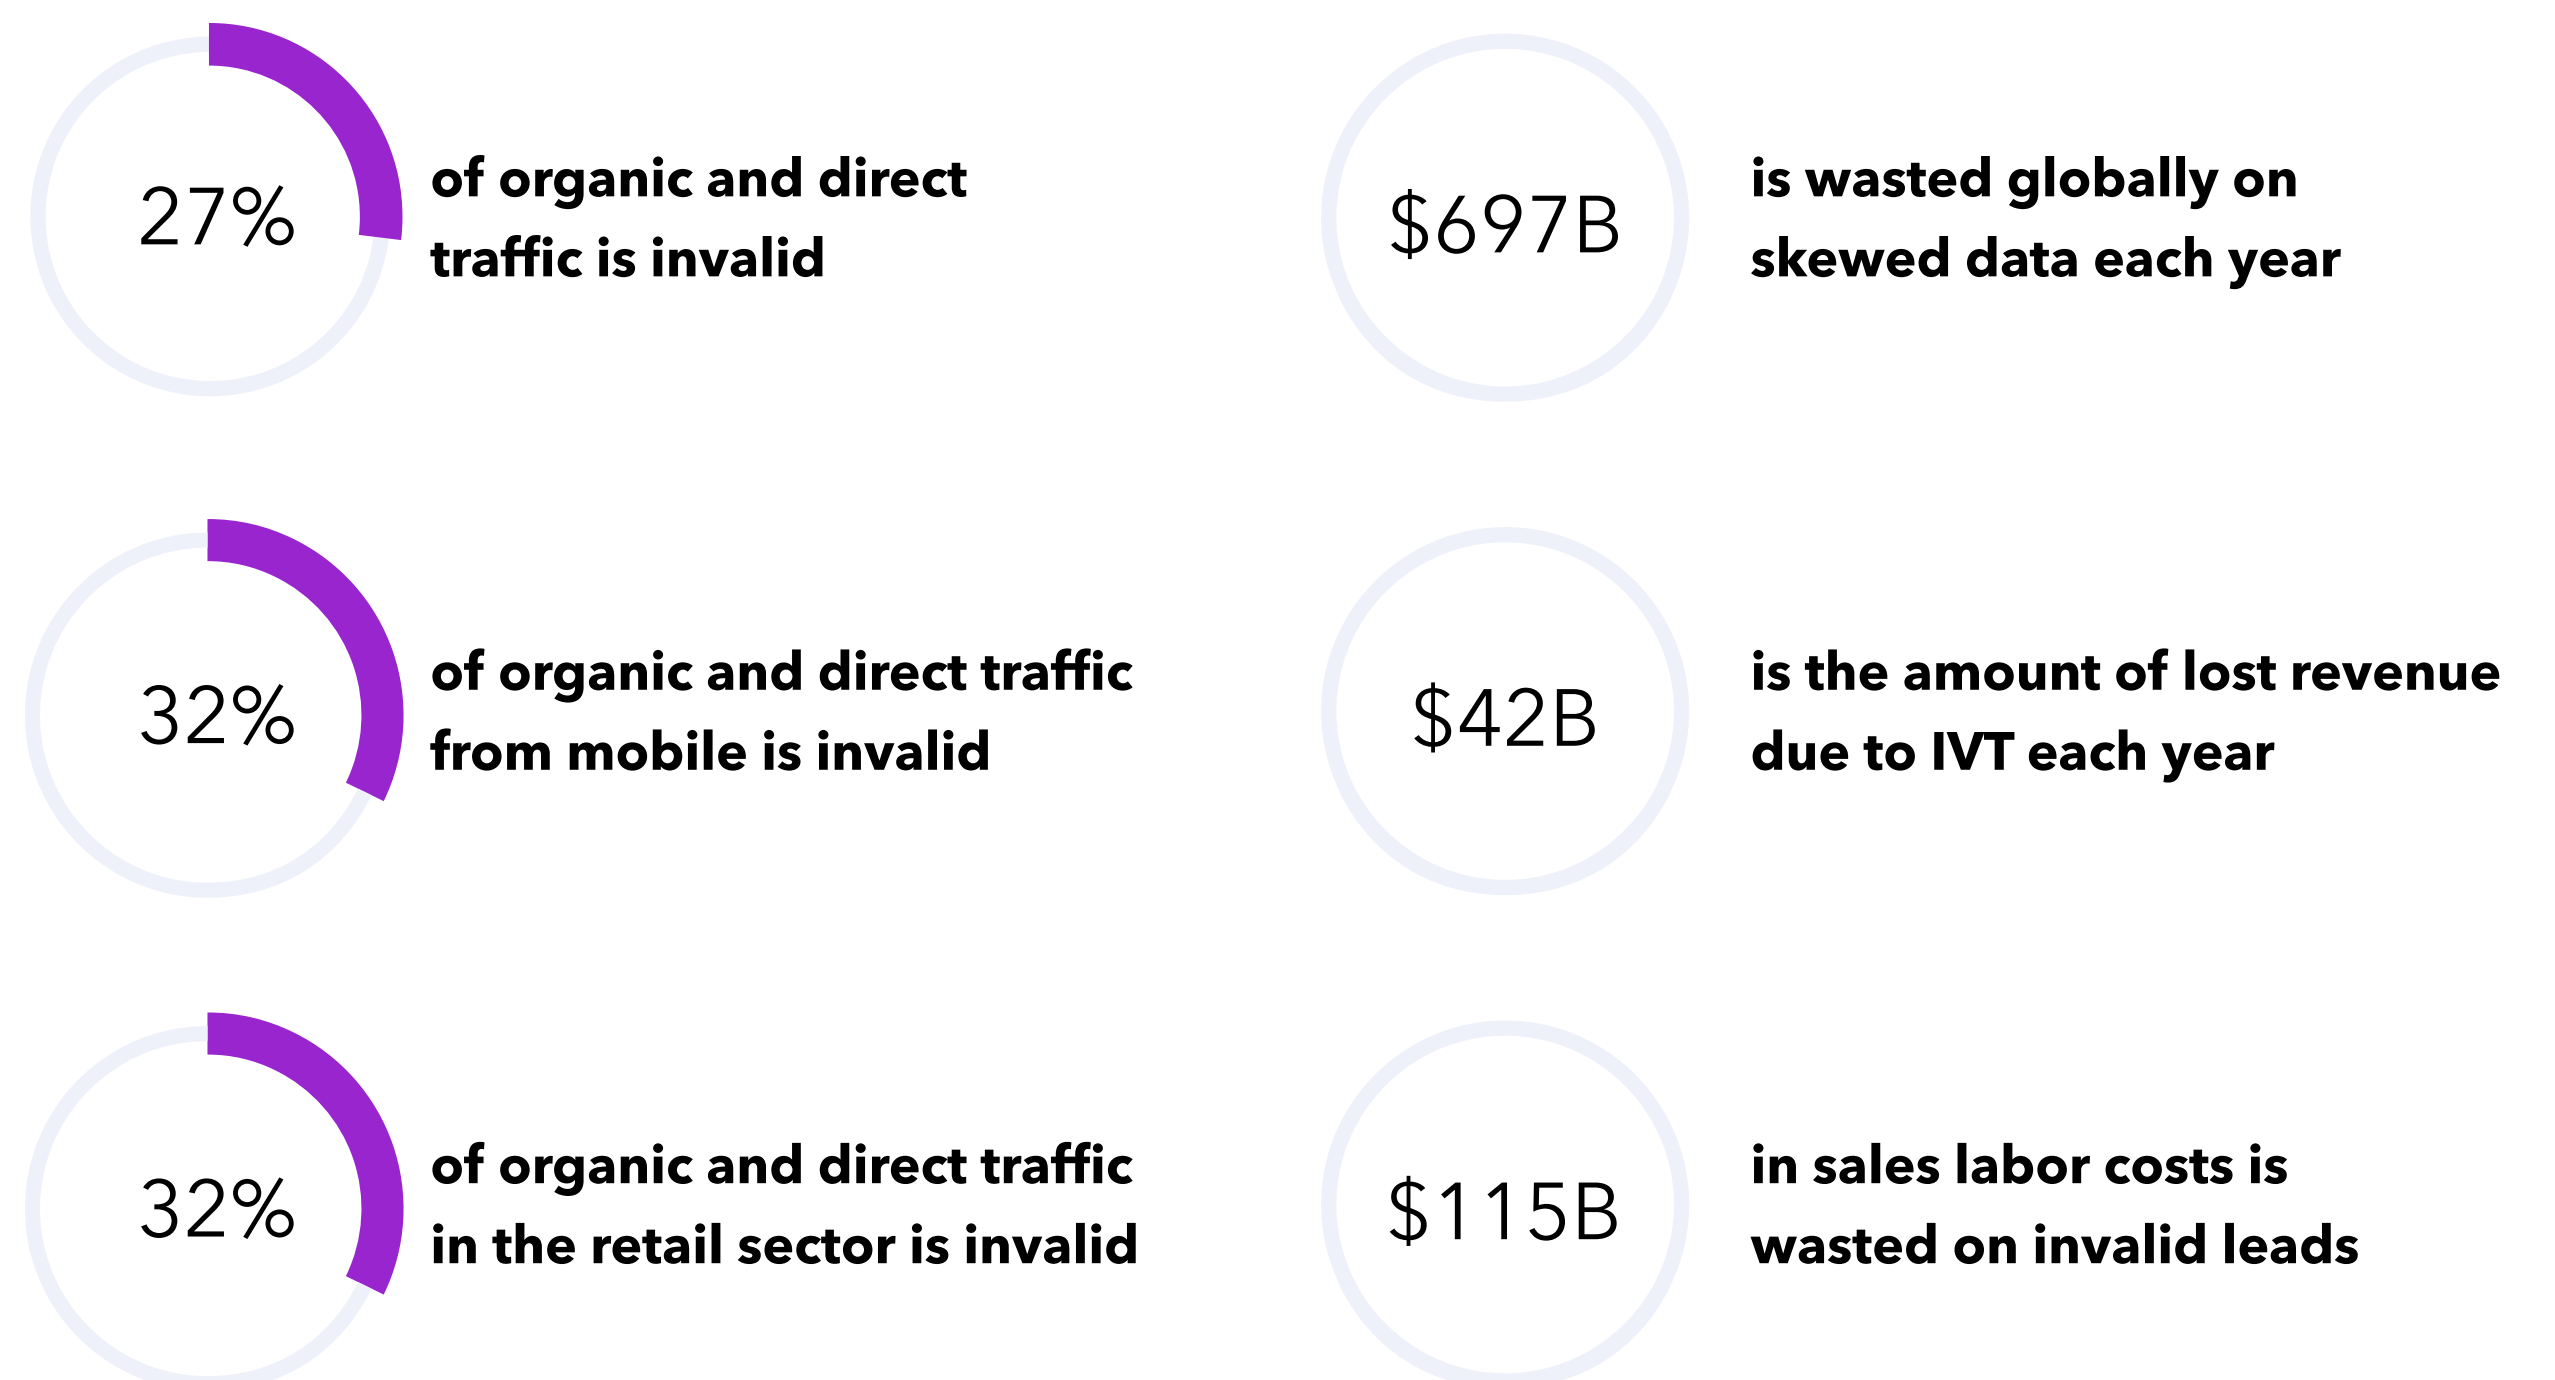 27%
of organic and direct
traffic is invalid
$697B
is wasted globally on
skewed data each year
32%
of organic and direct traffic
from mobile is invalid
$42B
is the amount of lost revenue
due to IVT each year
32%
of organic and direct traffic
in the retail sector is invalid
$115B
in sales labor costs is
wasted on invalid leads